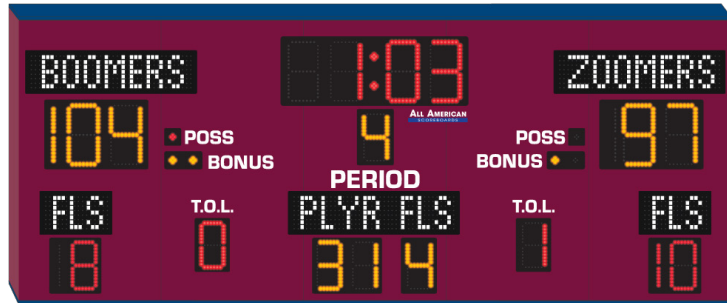 1:03
BOOMERS
ZOOMERS
ALL AMERICAN
SCOREBOARDS
104
4
97
POSS
POSS
BONUS
BONUS
PERIOD
FLS
T.O.L.
PLYR FLS
T.O.L.
FLS
8
0
31 4
1
10